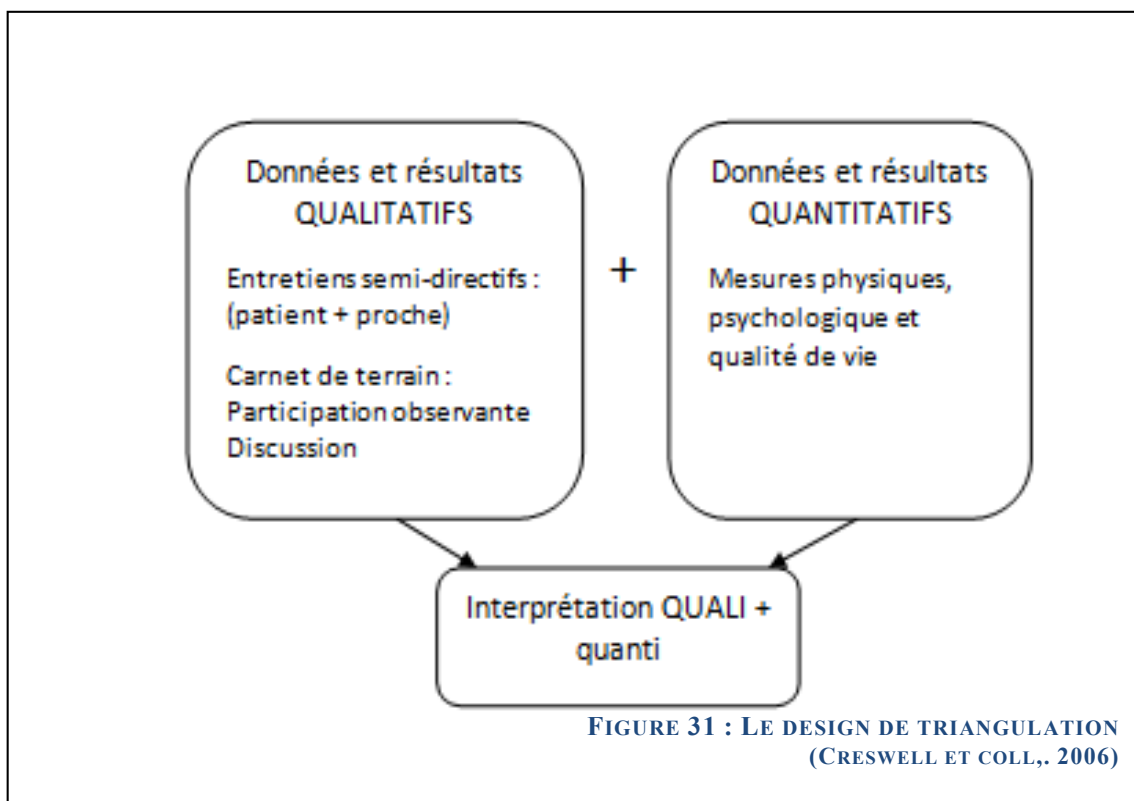 Données et résultats
QUALITATIFS
Entretiens semi-directifs :
(patient + proche)
Carnet de terrain :
Participation observante
Discussion
+
Données et résultats
QUANTITATIFS
Mesures physiques,
psychologique et
qualité de vie
Interprétation QUALI +
quanti
FIGURE 31 : LE DESIGN DE TRIANGULATION
(CRESWELL ET COLL,. 2006)